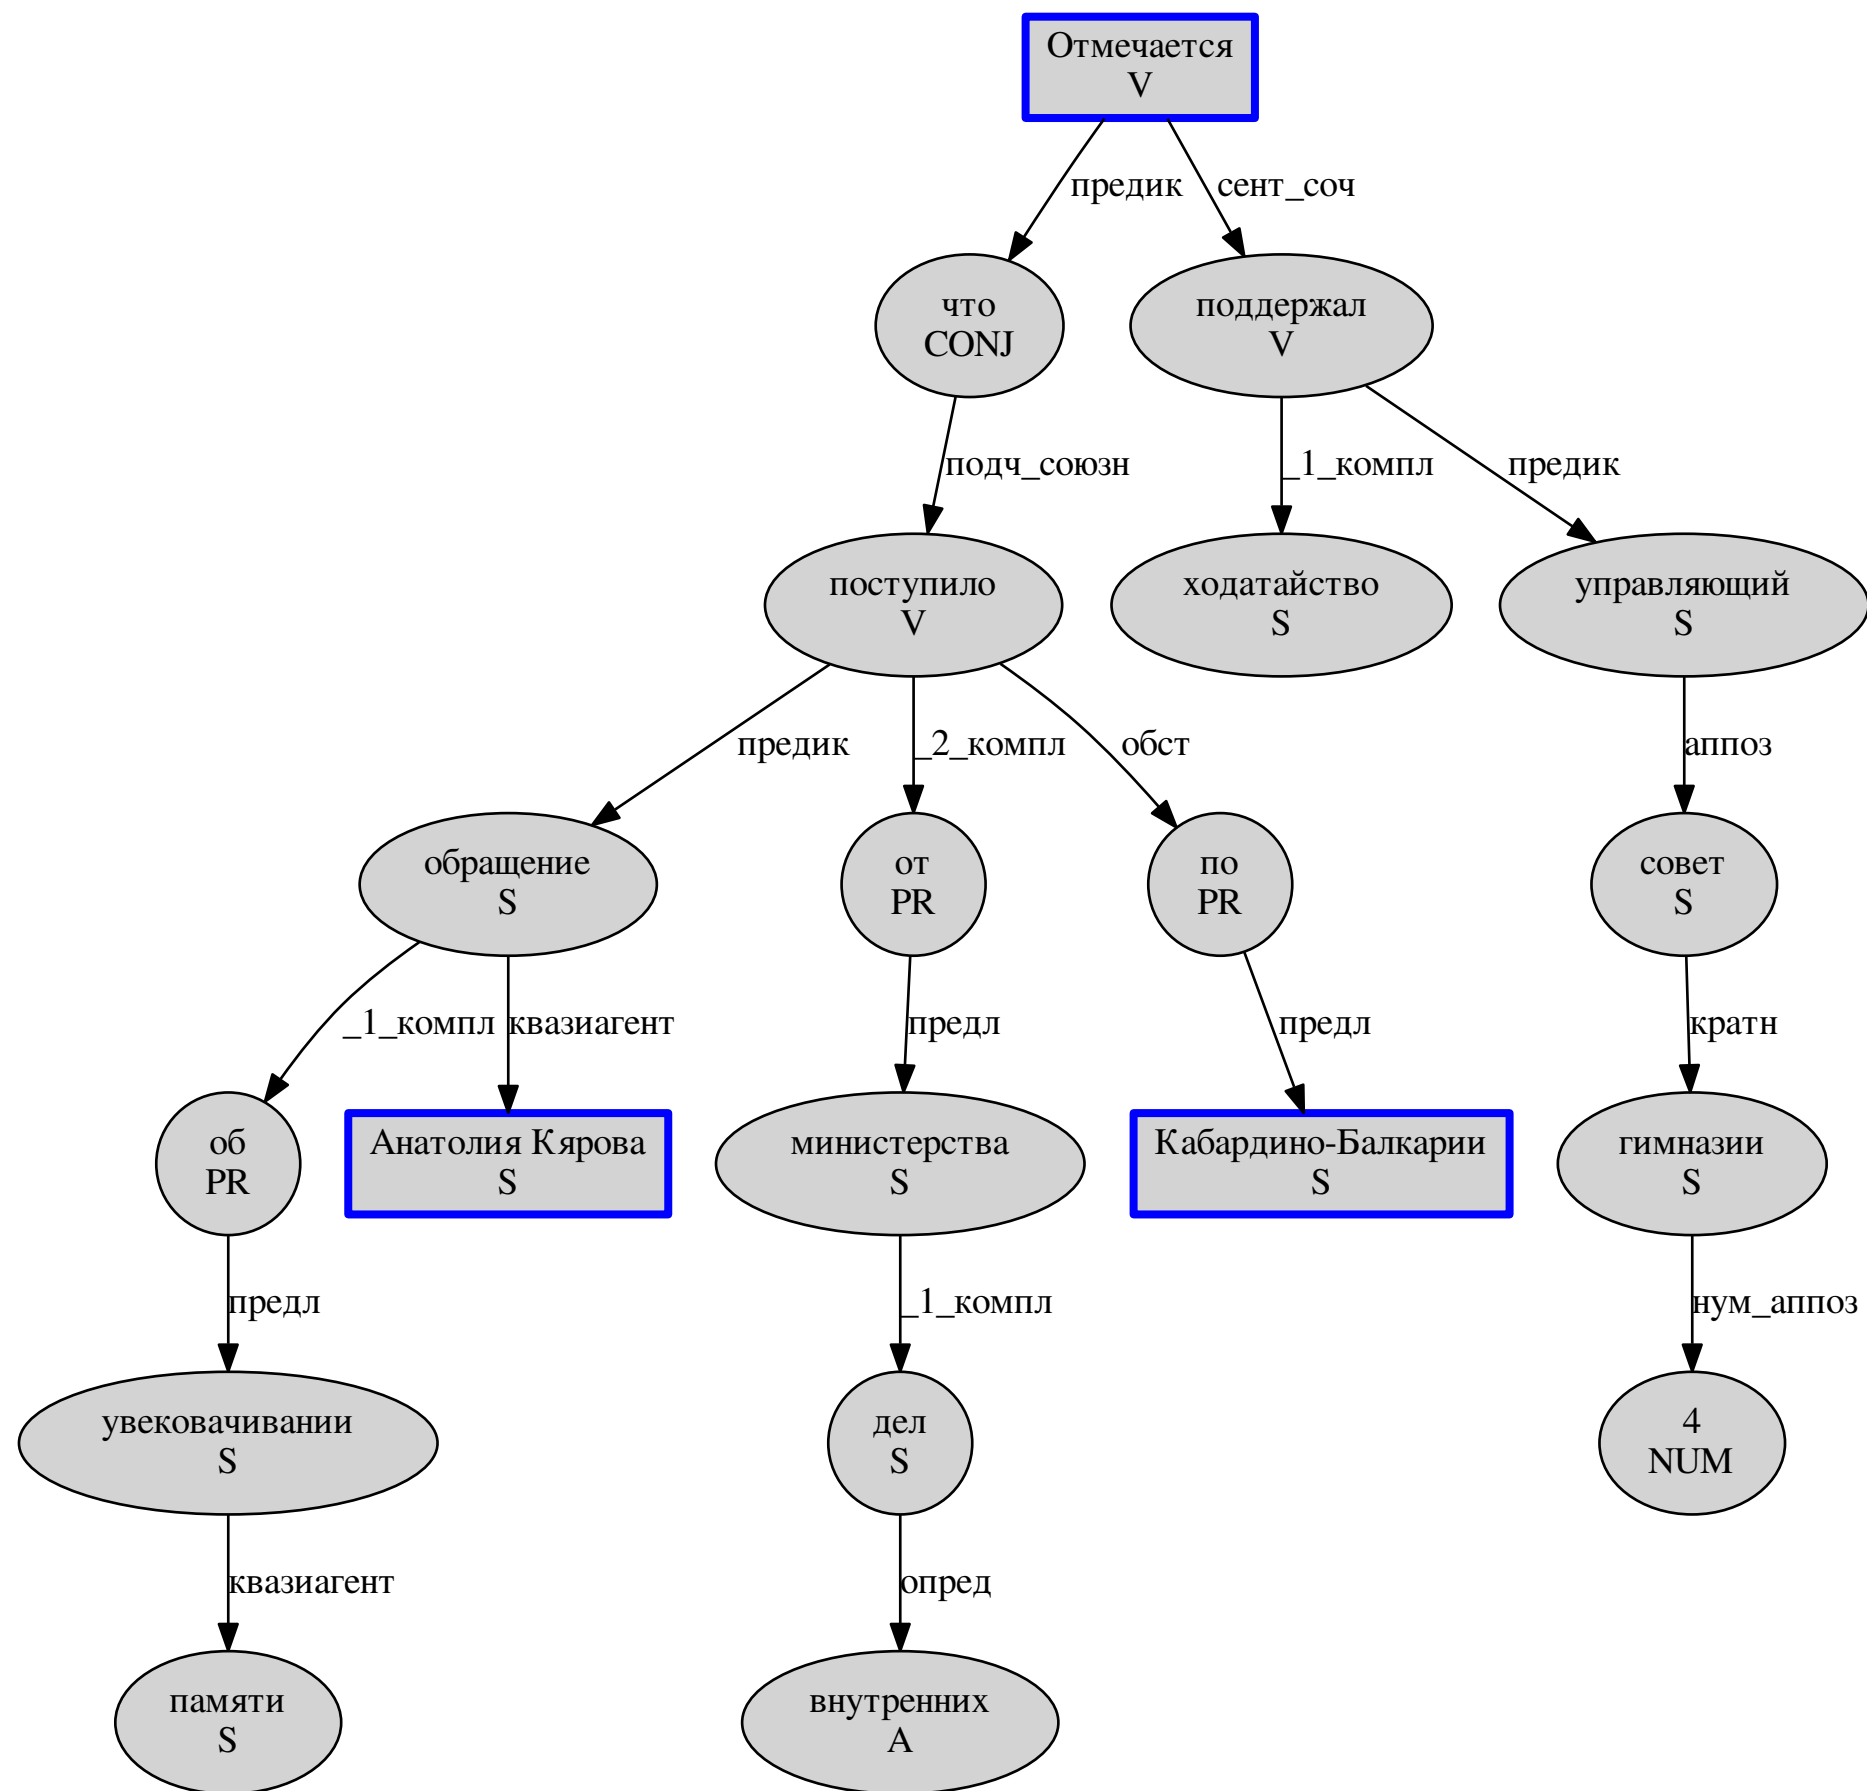 Отмечается
V
предик
сент_соч
что
CONJ
поддержал
V
подч_союзн
_1_компл
предик
поступило
V
ходатайство
S
управляющий
S
предик
_2_компл
обст
аппоз
обращение
S
от
PR
по
PR
совет
S
_1_компл
квазиагент
предл
предл
кратн
об
PR
Анатолия Кярова
S
министерства
S
Кабардино-Балкарии
S
гимназии
S
предл
_1_компл
нум_аппоз
увековачивании
S
дел
S
4
NUM
квазиагент
опред
памяти
S
внутренних
A